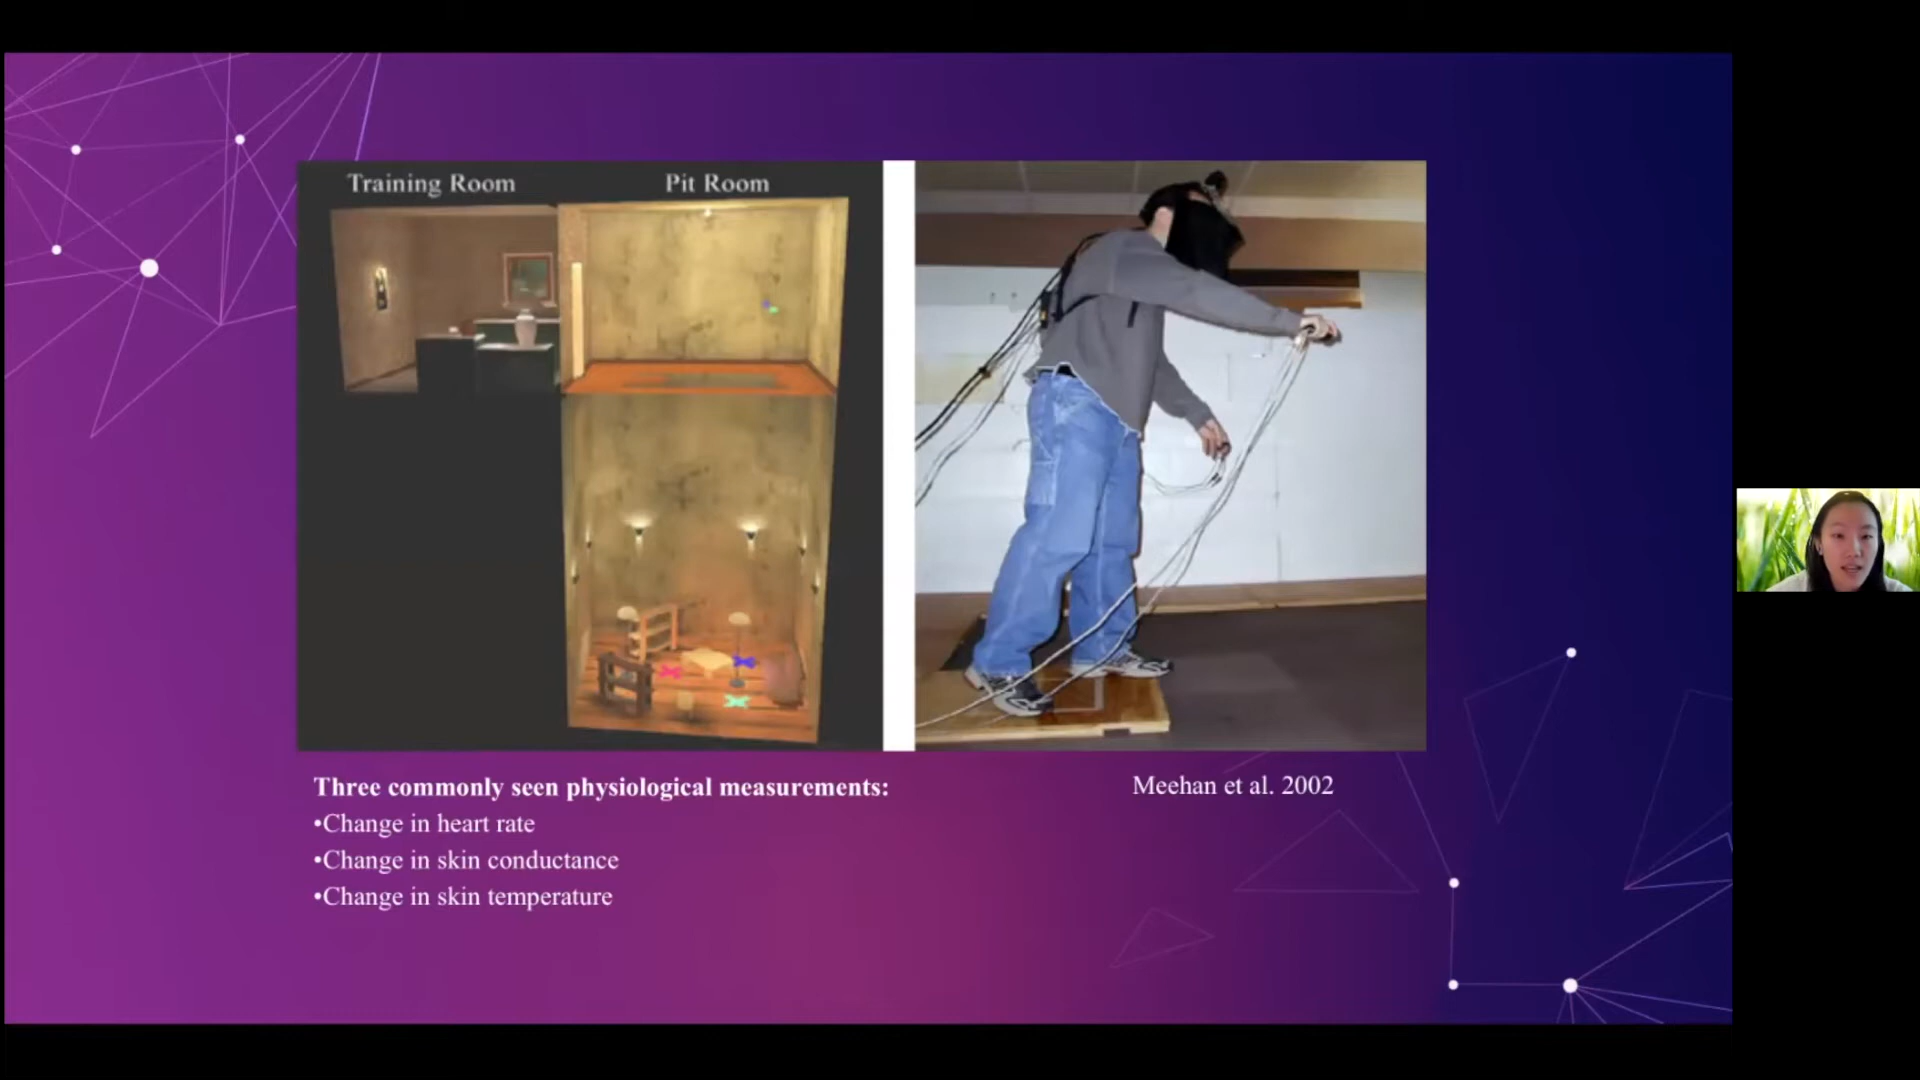 Training Room
Pit Room
Three commonly seen physiological measurements:
•Change in heart rate
•Change in skin conductance
•Change in skin temperature
Meehan et al. 2002